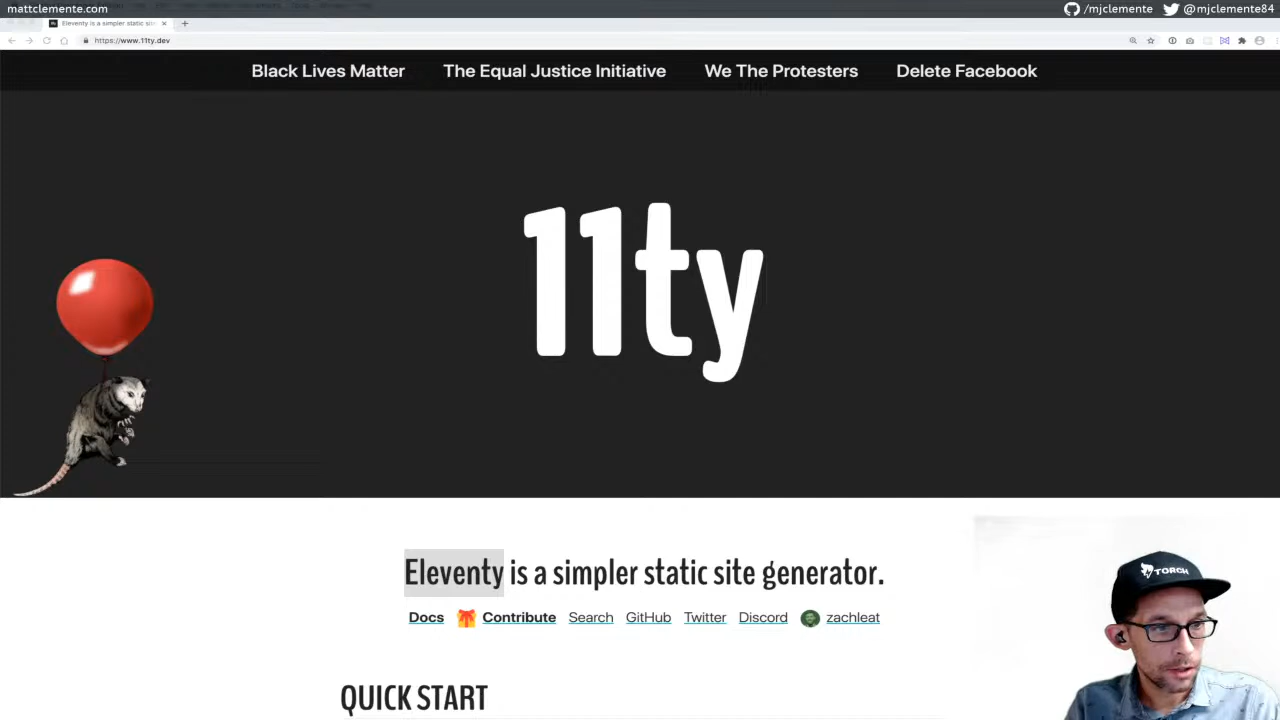 mattclemente.com
/mjclemente @mjclemente84
Eleventy is a simpler static site
https://www.11ty.dev
Black Lives Matter The Equal Justice Initiative We The Protesters Delete Facebook
11ty
Eleventy is a simpler static site generator.
Docs Contribute Search GitHub Twitter Discord zachleat
QUICK START
TORCH